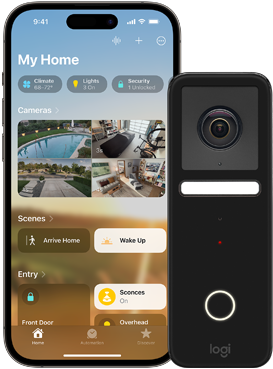 9:41
My Home
Climate
68-72°
Lights
3 On
Security
1 Unlocked
Cameras >
Scenes >
Arrive Home
Wake Up
Entry >
Front Door
Sconces
On
Overhead
Home
Automation
Discover
logi